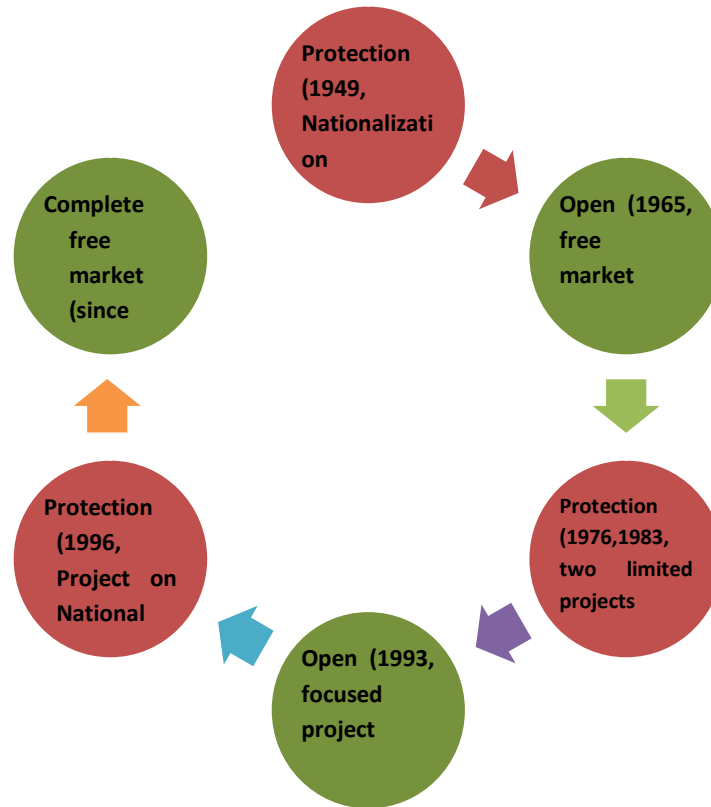 Protection
(1949,
Nationalizati
on
Open (1965,
free
market
Protection
(1976,1983,
two limited
projects
Open (1993,
focused
project
Protection
(1996,
Project on
National
Complete
free
market
(since